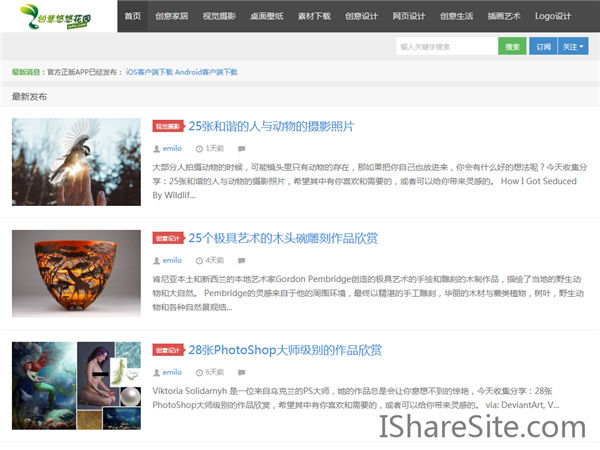 创意悠悠花园
首页 创意家居 视觉摄影 桌面壁纸 素材下载 创意设计 网页设计 创意生活 插画艺术 Logo设计
输入关键字搜索 搜索 订阅 关注
最新消息：官方正版APP已经发布： iOS客户端下载 Android客户端下载
最新发布
视觉摄影 25张和谐的人与动物的摄影照片
emilo 1天前
大部分人拍摄动物的时候，可能镜头里只有动物的存在，那如果把你自己也放进来，你会有什么好的想法呢？今天收集分
享：25张和谐的人与动物的摄影照片，希望其中有你喜欢和需要的，或者可以给你带来灵感的。 How I Got Seduced
By Wildlif...
创意设计 25个极具艺术的木头碗雕刻作品欣赏
emilo 4天前
肯尼亚本土和新西兰的本地艺术家Gordon Pembridge创造的极具艺术的手绘和雕刻的木制作品，描绘了当地的野生动
物和大自然。 Pembridge的灵感来自于他的周围环境，最终以精湛的手工雕刻，华丽的木材与蕨类植物，树叶，野生动
物和各种自然景观结...
创意设计 28张PhotoShop大师级别的作品欣赏
emilo 6天前
Viktoria Solidarnyh 是一位来自乌克兰的PS大师，她的作品总是会让你意想不到的惊艳，今天收集分享：28张
PhotoShop大师级别的作品欣赏，希望其中有你喜欢和需要的，或者可以给你带来灵感的。 via: DeviantArt, V...
IShareSite.com